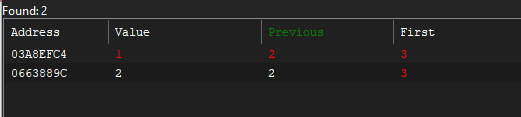 Found: 2
Address Value Previous First
03A8EFC4 1 2 3
0663889C 2 2 3